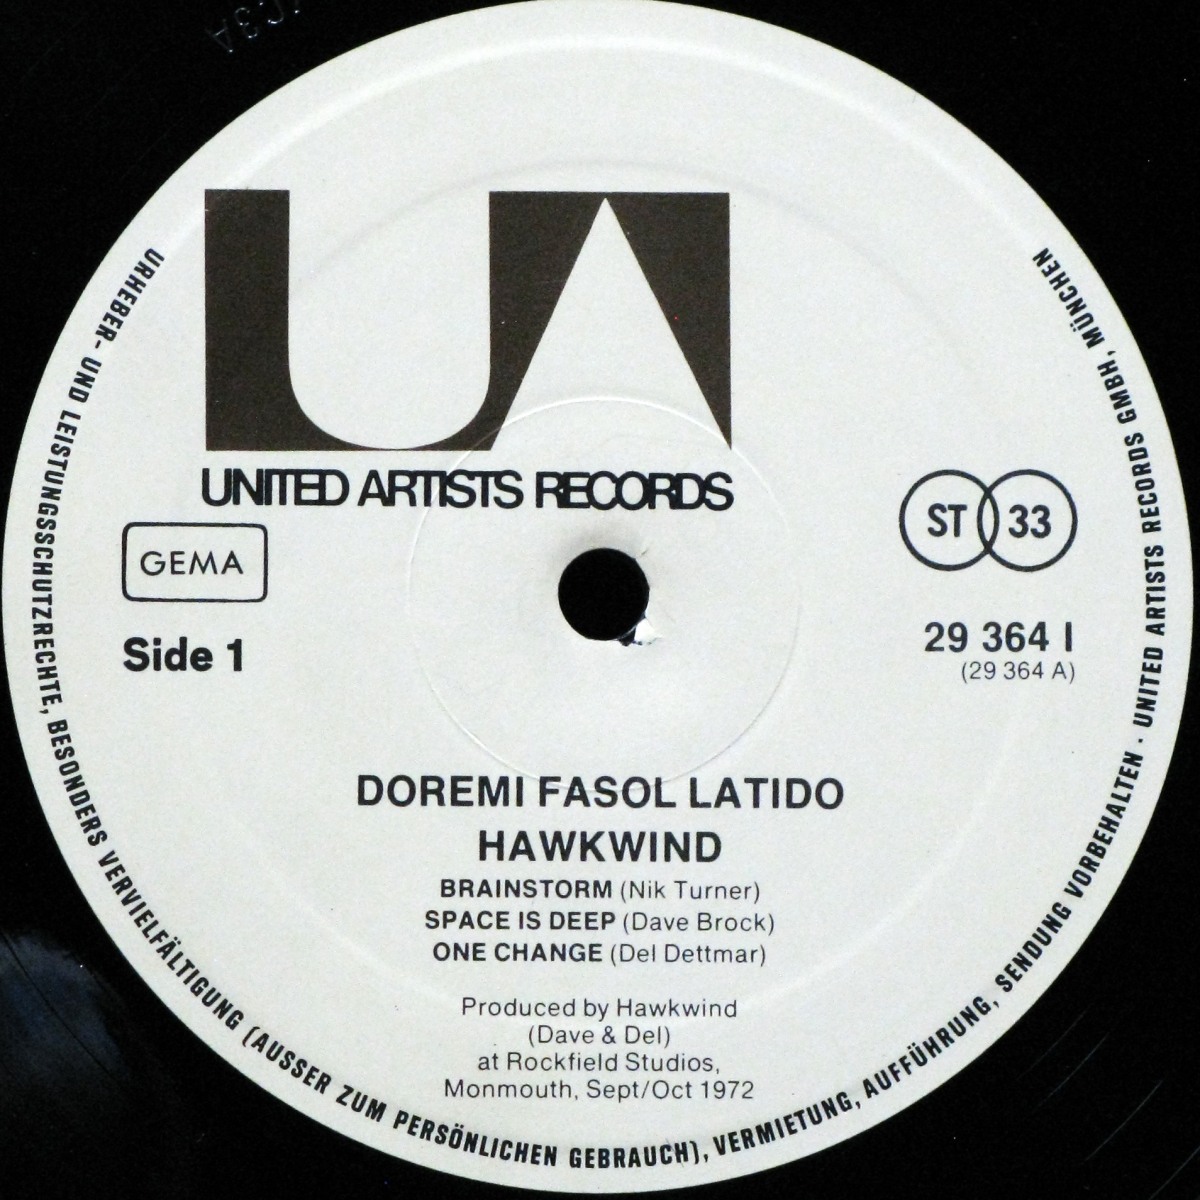 UA
UNITED ARTISTS RECORDS
GEMA
ST 33
Side 1
29 364 I
(29 364 A)
DOREMI FASOL LATIDO
HAWKWIND
BRAINSTORM (Nik Turner)
SPACE IS DEEP (Dave Brock)
ONE CHANGE (Del Dettmar)
Produced by Hawkwind
(Dave & Del)
at Rockfield Studios,
Monmouth, Sept/Oct 1972
URHEBER- UND LEISTUNGSSCHUTZRECHTE, BESONDERS VERVIELFÄLTIGUNG (AUSSER ZUM PERSÖNLICHEN GEBRAUCH), VERMIETUNG, AUFFÜHRUNG, SENDUNG VORBEHALTEN · UNITED ARTISTS RECORDS GMBH, MÜNCHEN